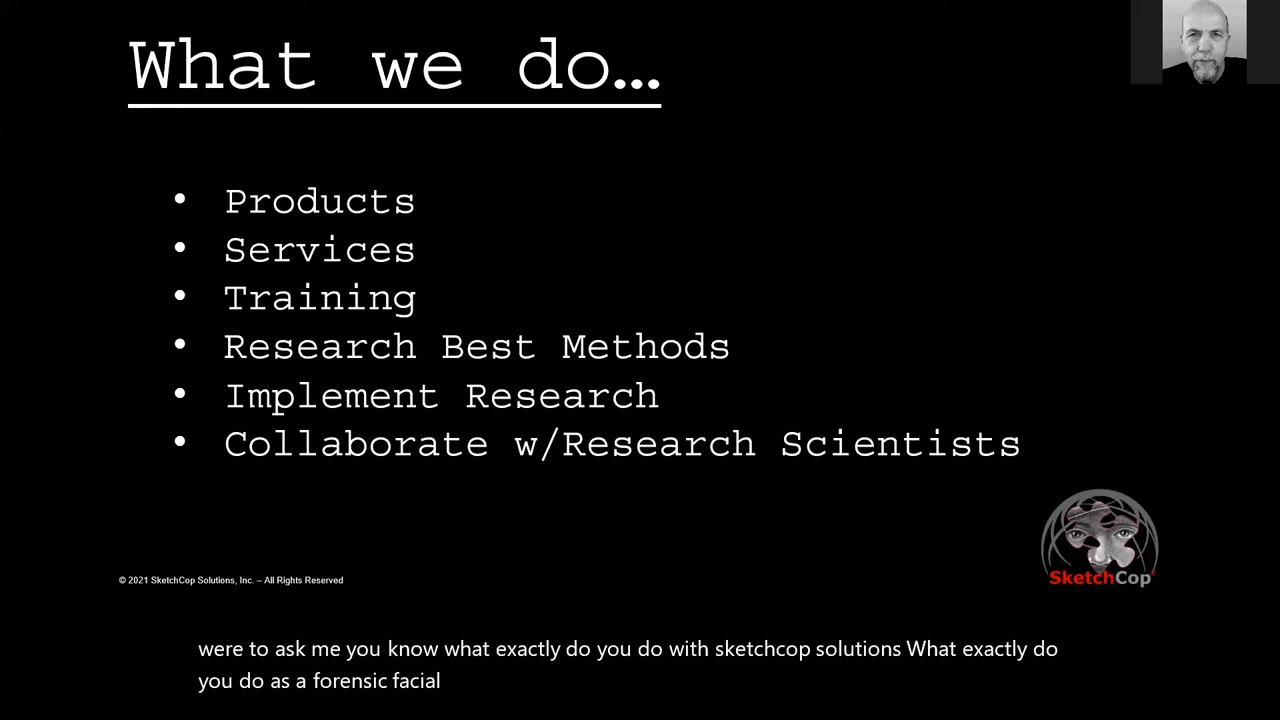 What we do...
• Products
• Services
• Training
• Research Best Methods
• Implement Research
• Collaborate w/Research Scientists
SketchCop®
© 2021 SketchCop Solutions, Inc. – All Rights Reserved
were to ask me you know what exactly do you do with sketchcop solutions What exactly do
you do as a forensic facial